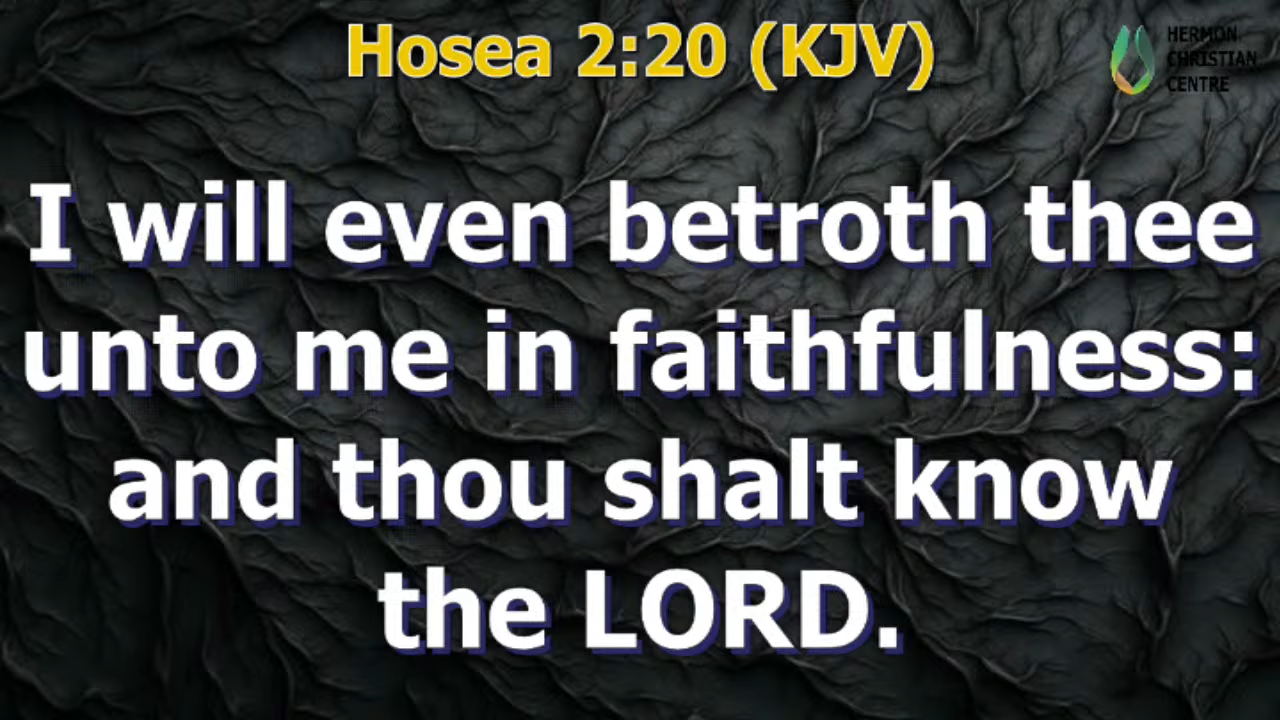 Hosea 2:20 (KJV)
HERMON
CHRISTIAN
CENTRE
I will even betroth thee
unto me in faithfulness:
and thou shalt know
the LORD.